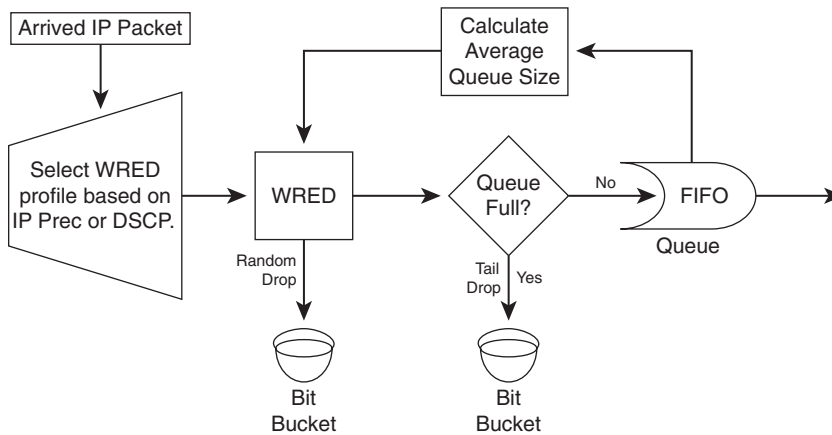 Arrived IP Packet
Calculate
Average
Queue Size
Select WRED
profile based on
IP Prec or DSCP.
WRED
Queue
Full?
No
FIFO
Queue
Random
Drop
Tail
Drop
Yes
Bit
Bucket
Bit
Bucket